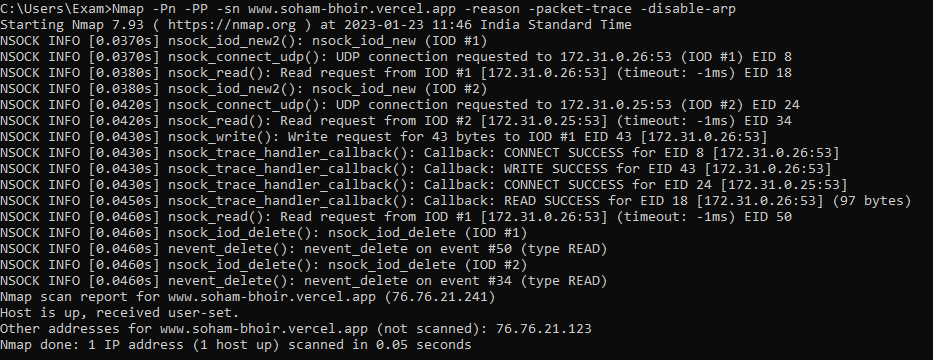 C:\Users\Exam>Nmap -Pn -PP -sn www.soham-bhoir.vercel.app -reason -packet-trace -disable-arp
Starting Nmap 7.93 ( https://nmap.org ) at 2023-01-23 11:46 India Standard Time
NSOCK INFO [0.0370s] nsock_iod_new2(): nsock_iod_new (IOD #1)
NSOCK INFO [0.0370s] nsock_connect_udp(): UDP connection requested to 172.31.0.26:53 (IOD #1) EID 8
NSOCK INFO [0.0380s] nsock_read(): Read request from IOD #1 [172.31.0.26:53] (timeout: -1ms) EID 18
NSOCK INFO [0.0380s] nsock_iod_new2(): nsock_iod_new (IOD #2)
NSOCK INFO [0.0420s] nsock_connect_udp(): UDP connection requested to 172.31.0.25:53 (IOD #2) EID 24
NSOCK INFO [0.0420s] nsock_read(): Read request from IOD #2 [172.31.0.25:53] (timeout: -1ms) EID 34
NSOCK INFO [0.0430s] nsock_write(): Write request for 43 bytes to IOD #1 EID 43 [172.31.0.26:53]
NSOCK INFO [0.0430s] nsock_trace_handler_callback(): Callback: CONNECT SUCCESS for EID 8 [172.31.0.26:53]
NSOCK INFO [0.0430s] nsock_trace_handler_callback(): Callback: WRITE SUCCESS for EID 43 [172.31.0.26:53]
NSOCK INFO [0.0430s] nsock_trace_handler_callback(): Callback: CONNECT SUCCESS for EID 24 [172.31.0.25:53]
NSOCK INFO [0.0450s] nsock_trace_handler_callback(): Callback: READ SUCCESS for EID 18 [172.31.0.26:53] (97 bytes)
NSOCK INFO [0.0460s] nsock_read(): Read request from IOD #1 [172.31.0.26:53] (timeout: -1ms) EID 50
NSOCK INFO [0.0460s] nsock_iod_delete(): nsock_iod_delete (IOD #1)
NSOCK INFO [0.0460s] nevent_delete(): nevent_delete on event #50 (type READ)
NSOCK INFO [0.0460s] nsock_iod_delete(): nsock_iod_delete (IOD #2)
NSOCK INFO [0.0460s] nevent_delete(): nevent_delete on event #34 (type READ)
Nmap scan report for www.soham-bhoir.vercel.app (76.76.21.241)
Host is up, received user-set.
Other addresses for www.soham-bhoir.vercel.app (not scanned): 76.76.21.123
Nmap done: 1 IP address (1 host up) scanned in 0.05 seconds